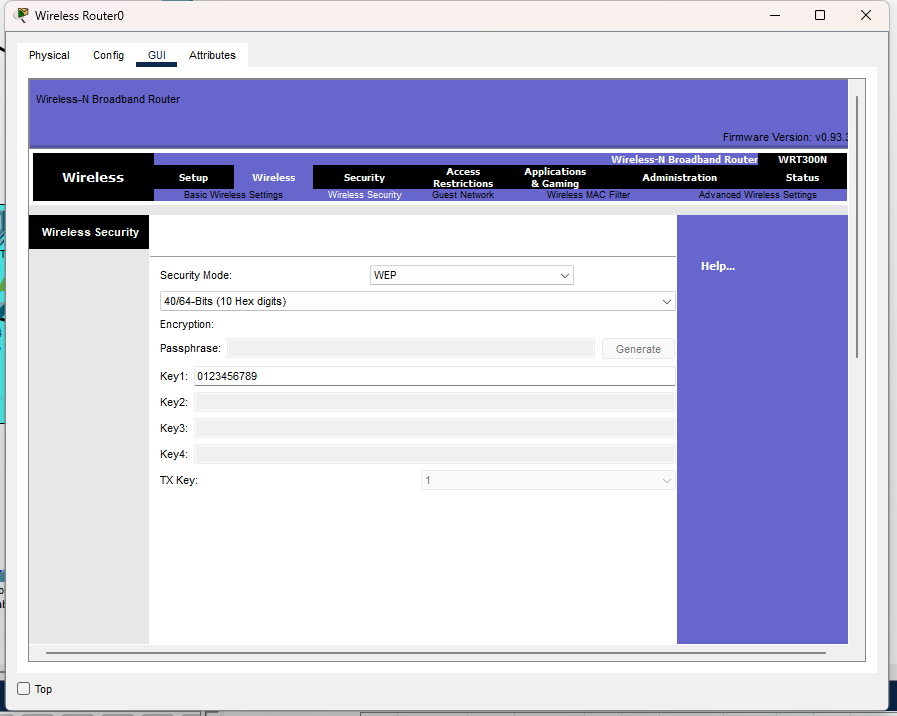 Wireless Router0
Physical Config GUI Attributes
Wireless-N Broadband Router
Firmware Version: v0.93.3
Wireless-N Broadband Router WRT300N
Wireless
Setup Wireless Security Access Restrictions Applications & Gaming Administration Status
Basic Wireless Settings Wireless Security Guest Network Wireless MAC Filter Advanced Wireless Settings
Wireless Security
Help...
Security Mode: WEP
40/64-Bits (10 Hex digits)
Encryption:
Passphrase: Generate
Key1: 0123456789
Key2:
Key3:
Key4:
TX Key: 1
Top